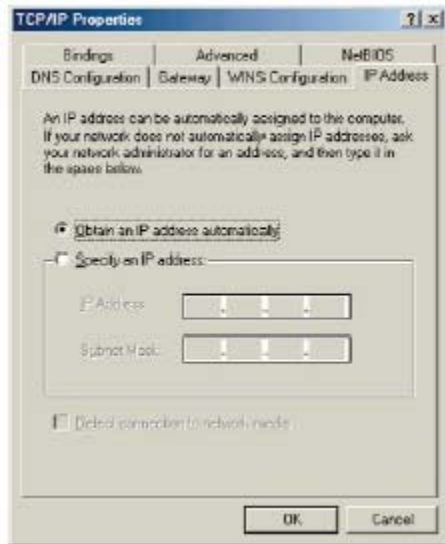 TCP/IP Properties
Bindings Advanced NetBIOS
DNS Configuration Gateway WINS Configuration IP Address
An IP address can be automatically assigned to this computer.
If your network does not automatically assign IP addresses, ask
your network administrator for an address, and then type it in
the space below.
Obtain an IP address automatically
Specify an IP address:
IP Address:
Subnet Mask:
Detect connection to network media
OK Cancel